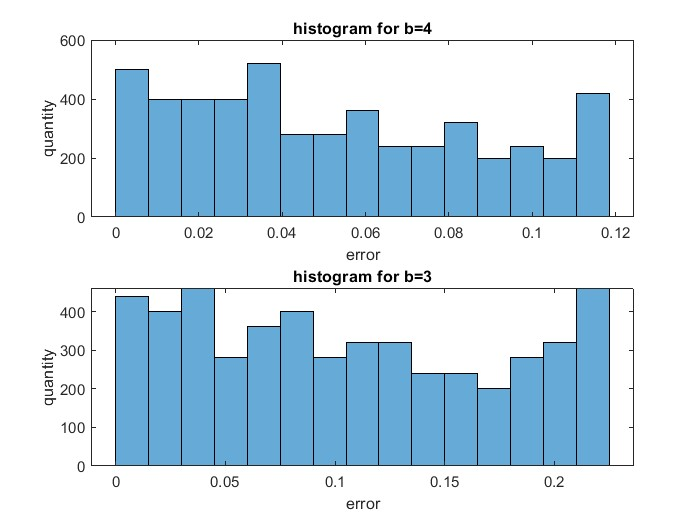 histogram for b=4
600
400
200
0
quantity
0 0.02 0.04 0.06 0.08 0.1 0.12
error
histogram for b=3
400
300
200
100
0
quantity
0 0.05 0.1 0.15 0.2
error